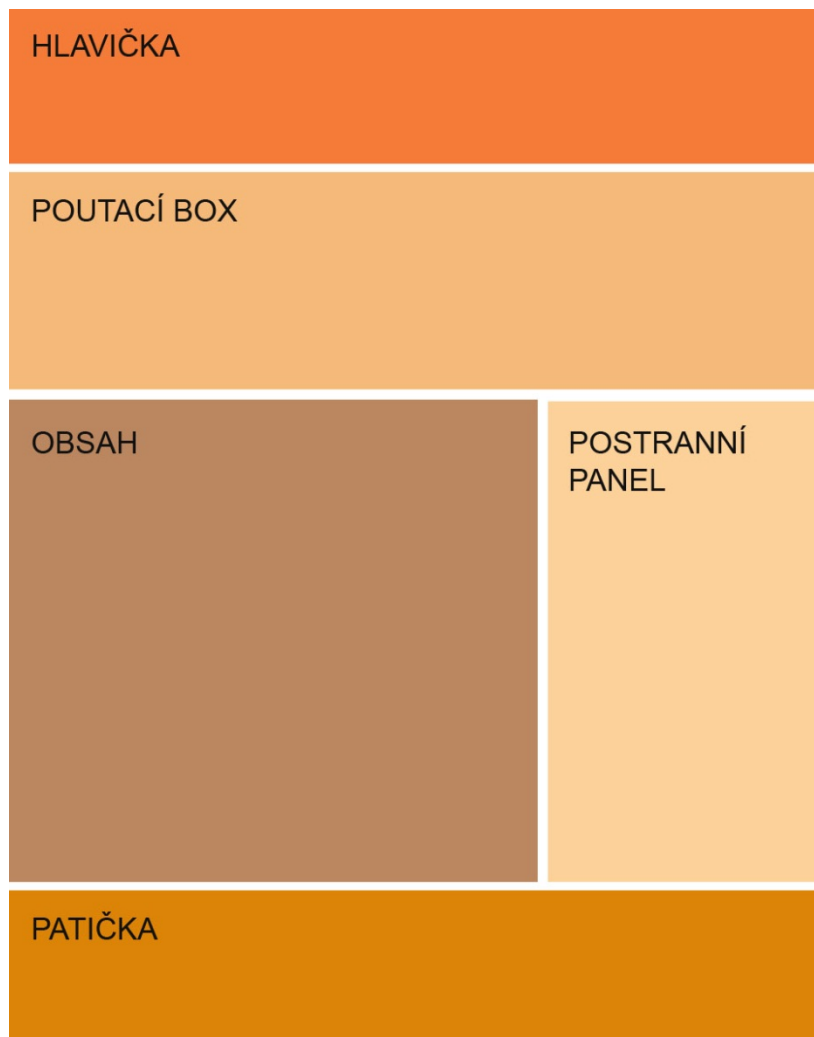 HLAVIČKA
POUTACÍ BOX
OBSAH
POSTRANNÍ
PANEL
PATIČKA